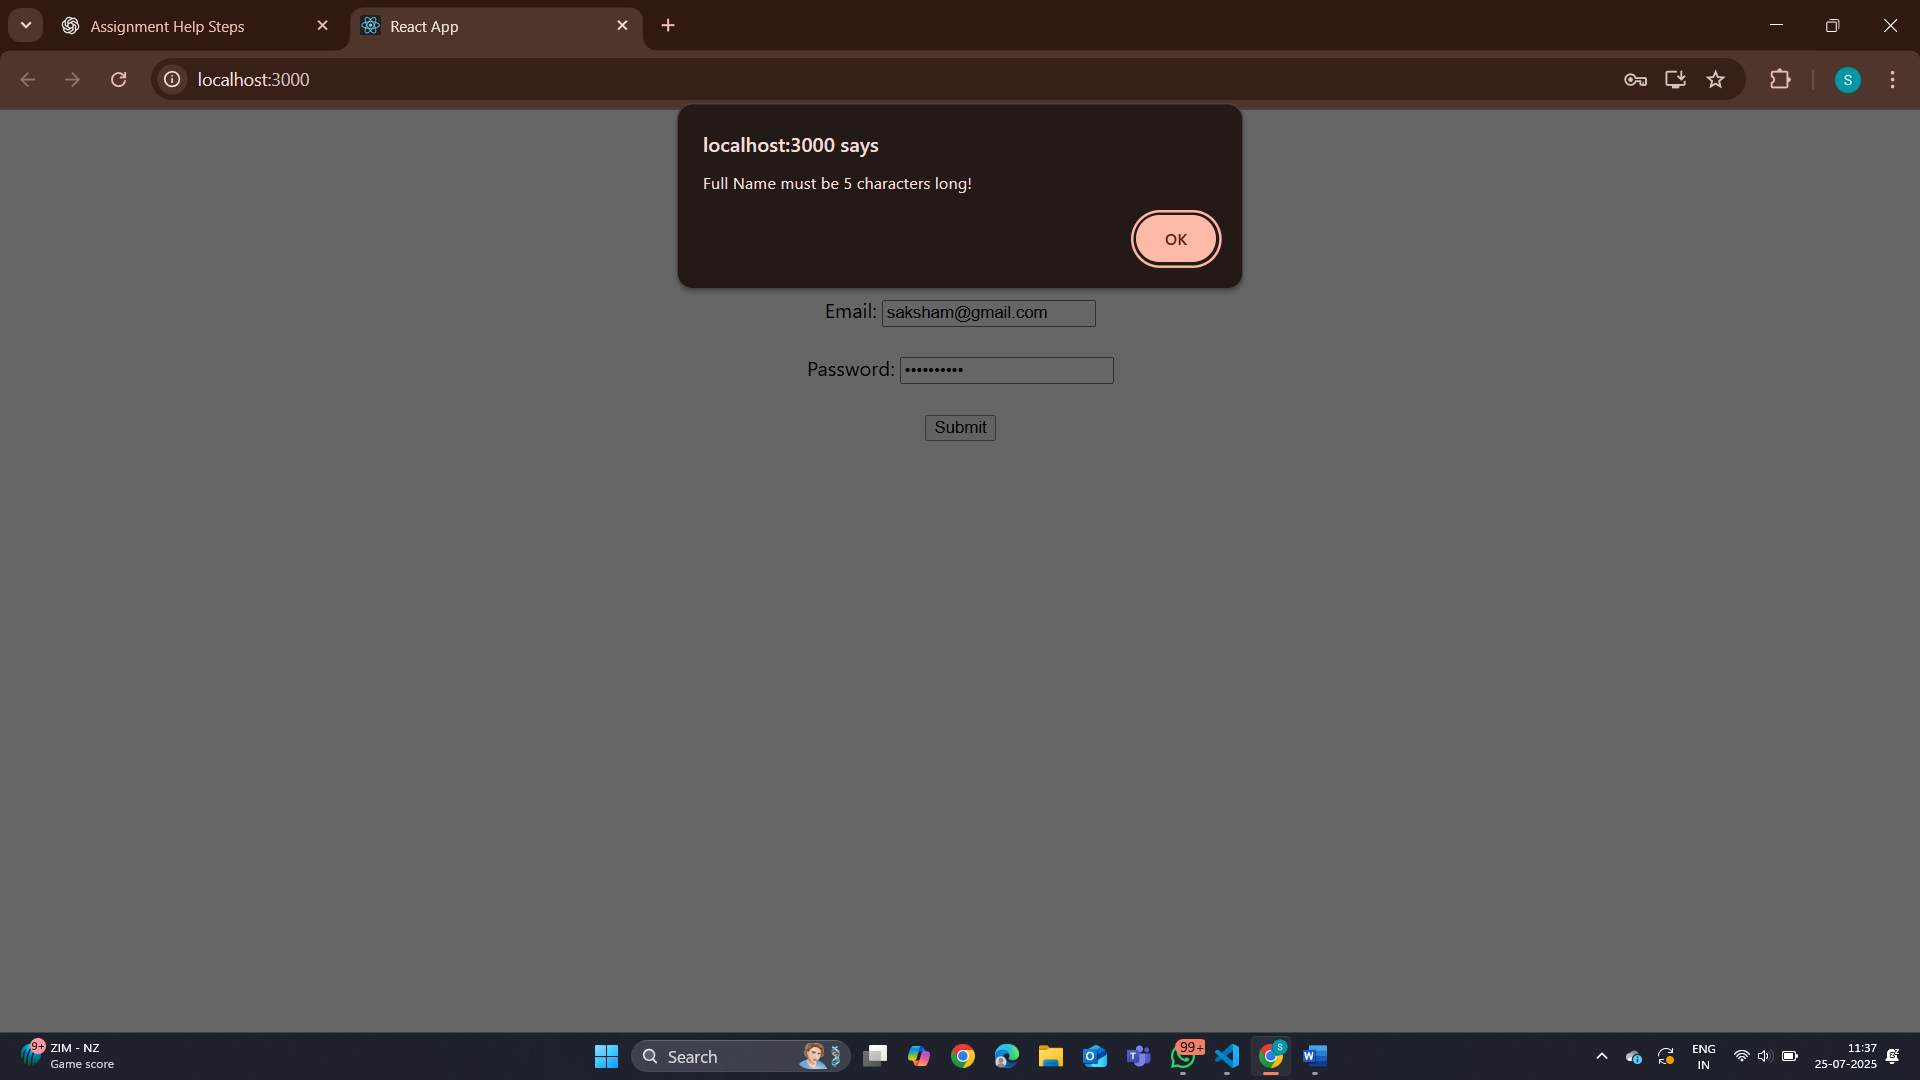 Assignment Help Steps
React App
localhost:3000
S
localhost:3000 says
Full Name must be 5 characters long!
OK
Email: saksham@gmail.com
Password: ••••••••••
Submit
9+
ZIM - NZ
Game score
Search
99+
S
ENG
IN
11:37
25-07-2025